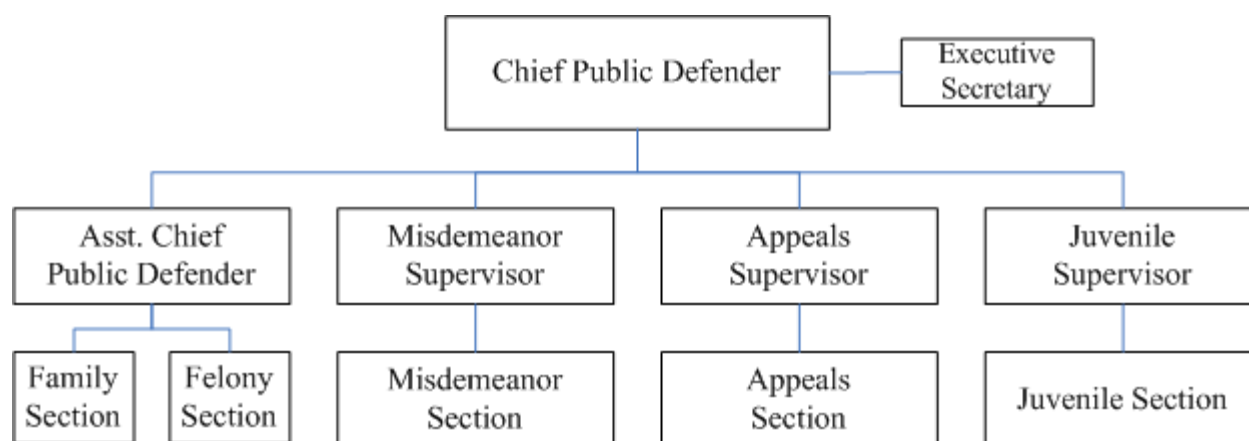 Chief Public Defender
Executive
Secretary
Asst. Chief
Public Defender
Misdemeanor
Supervisor
Appeals
Supervisor
Juvenile
Supervisor
Family
Section
Felony
Section
Misdemeanor
Section
Appeals
Section
Juvenile Section